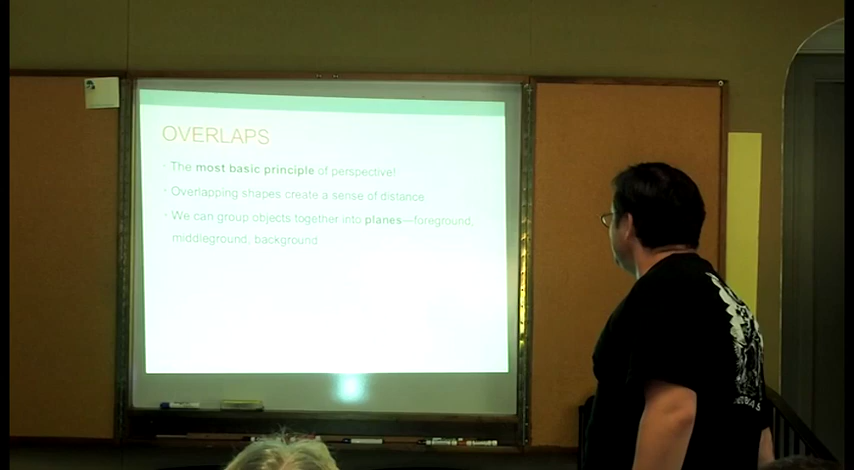 OVERLAPS
· The most basic principle of perspective!
· Overlapping shapes create a sense of distance.
· We can group objects together into planes—foreground,
middleground, background